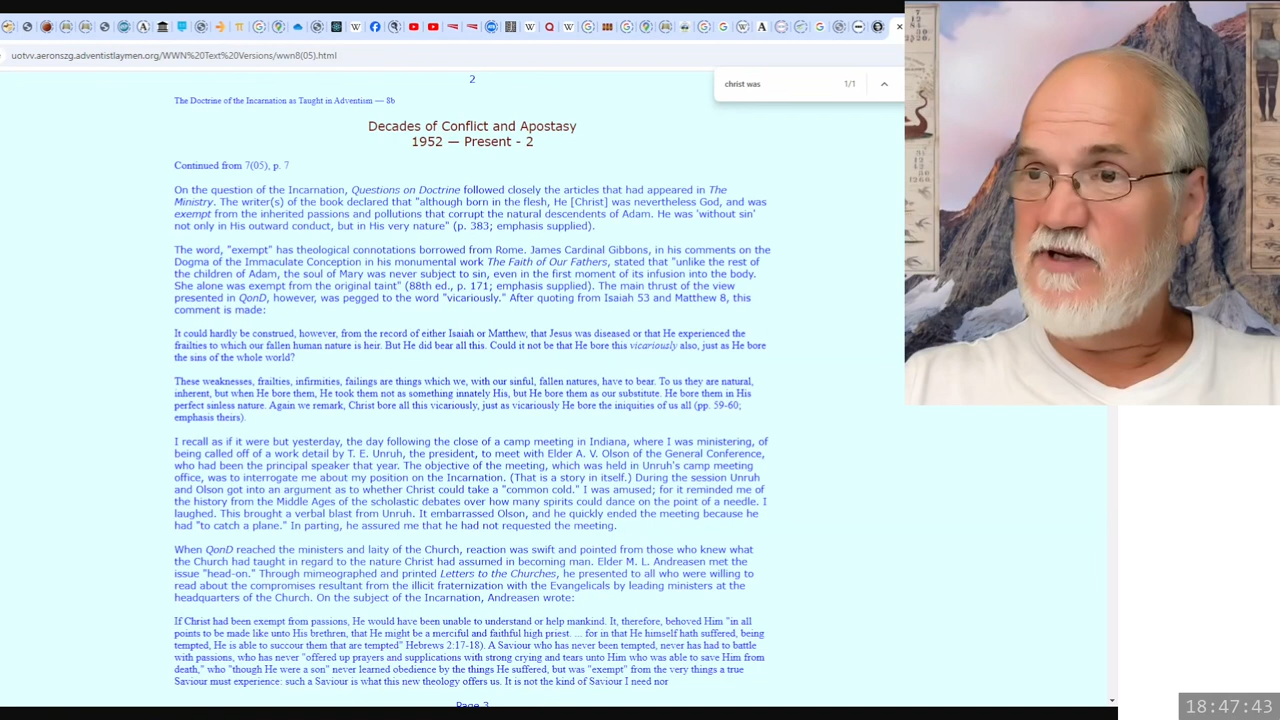 uotvv.aeronszg.adventistlaymen.org/WWN%20Text%20Versions/wwn8(05).html
christ was 1/1
2
The Doctrine of the Incarnation as Taught in Adventism — 8b
Decades of Conflict and Apostasy
1952 — Present - 2
Continued from 7(05), p. 7
On the question of the Incarnation, Questions on Doctrine followed closely the articles that had appeared in The
Ministry. The writer(s) of the book declared that "although born in the flesh, He [Christ] was nevertheless God, and was
exempt from the inherited passions and pollutions that corrupt the natural descendents of Adam. He was 'without sin'
not only in His outward conduct, but in His very nature" (p. 383; emphasis supplied).
The word, "exempt" has theological connotations borrowed from Rome. James Cardinal Gibbons, in his comments on the
Dogma of the Immaculate Conception in his monumental work The Faith of Our Fathers, stated that "unlike the rest of
the children of Adam, the soul of Mary was never subject to sin, even in the first moment of its infusion into the body.
She alone was exempt from the original taint" (88th ed., p. 171; emphasis supplied). The main thrust of the view
presented in QonD, however, was pegged to the word "vicariously." After quoting from Isaiah 53 and Matthew 8, this
comment is made:
It could hardly be construed, however, from the record of either Isaiah or Matthew, that Jesus was diseased or that He experienced the
frailties to which our fallen human nature is heir. But He did bear all this. Could it not be that He bore this vicariously also, just as He bore
the sins of the whole world?
These weaknesses, frailties, infirmities, failings are things which we, with our sinful, fallen natures, have to bear. To us they are natural,
inherent, but when He bore them, He took them not as something innately His, but He bore them as our substitute. He bore them in His
perfect sinless nature. Again we remark, Christ bore all this vicariously, just as vicariously He bore the iniquities of us all (pp. 59-60;
emphasis theirs).
I recall as if it were but yesterday, the day following the close of a camp meeting in Indiana, where I was ministering, of
being called off of a work detail by T. E. Unruh, the president, to meet with Elder A. V. Olson of the General Conference,
who had been the principal speaker that year. The objective of the meeting, which was held in Unruh's camp meeting
office, was to interrogate me about my position on the Incarnation. (That is a story in itself.) During the session Unruh
and Olson got into an argument as to whether Christ could take a "common cold." I was amused; for it reminded me of
the history from the Middle Ages of the scholastic debates over how many spirits could dance on the point of a needle. I
laughed. This brought a verbal blast from Unruh. It embarrassed Olson, and he quickly ended the meeting because he
had "to catch a plane." In parting, he assured me that he had not requested the meeting.
When QonD reached the ministers and laity of the Church, reaction was swift and pointed from those who knew what
the Church had taught in regard to the nature Christ had assumed in becoming man. Elder M. L. Andreasen met the
issue "head-on." Through mimeographed and printed Letters to the Churches, he presented to all who were willing to
read about the compromises resultant from the illicit fraternization with the Evangelicals by leading ministers at the
headquarters of the Church. On the subject of the Incarnation, Andreasen wrote:
If Christ had been exempt from passions, He would have been unable to understand or help mankind. It, therefore, behoved Him "in all
points to be made like unto His brethren, that He might be a merciful and faithful high priest. ... for in that He himself hath suffered, being
tempted, He is able to succour them that are tempted" Hebrews 2:17-18). A Saviour who has never been tempted, never has had to battle
with passions, who has never "offered up prayers and supplications with strong crying and tears unto Him who was able to save Him from
death," who "though He were a son" never learned obedience by the things He suffered, but was "exempt" from the very things a true
Saviour must experience: such a Saviour is what this new theology offers us. It is not the kind of Saviour I need nor
Page 3
18:47:43